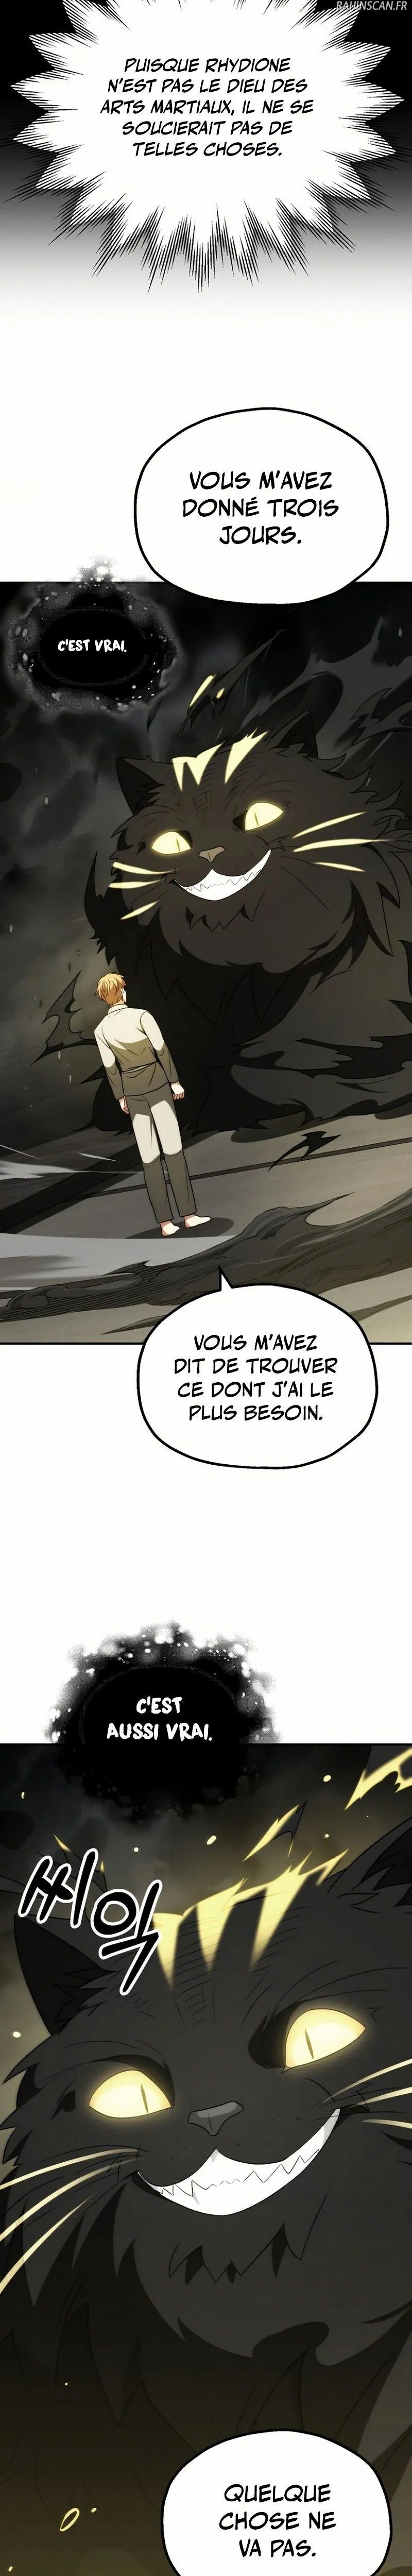 RAIJINSCAN.FR
PUISQUE RHYDIONE
N'EST PAS LE DIEU DES
ARTS MARTIAUX, IL NE SE
SOUCIERAIT PAS DE
TELLES CHOSES.
VOUS M'AVEZ
DONNÉ TROIS
JOURS.
C'EST VRAI.
VOUS M'AVEZ
DIT DE TROUVER
CE DONT J'AI LE
PLUS BESOIN.
C'EST
AUSSI VRAI.
씨익
QUELQUE
CHOSE NE
VA PAS.